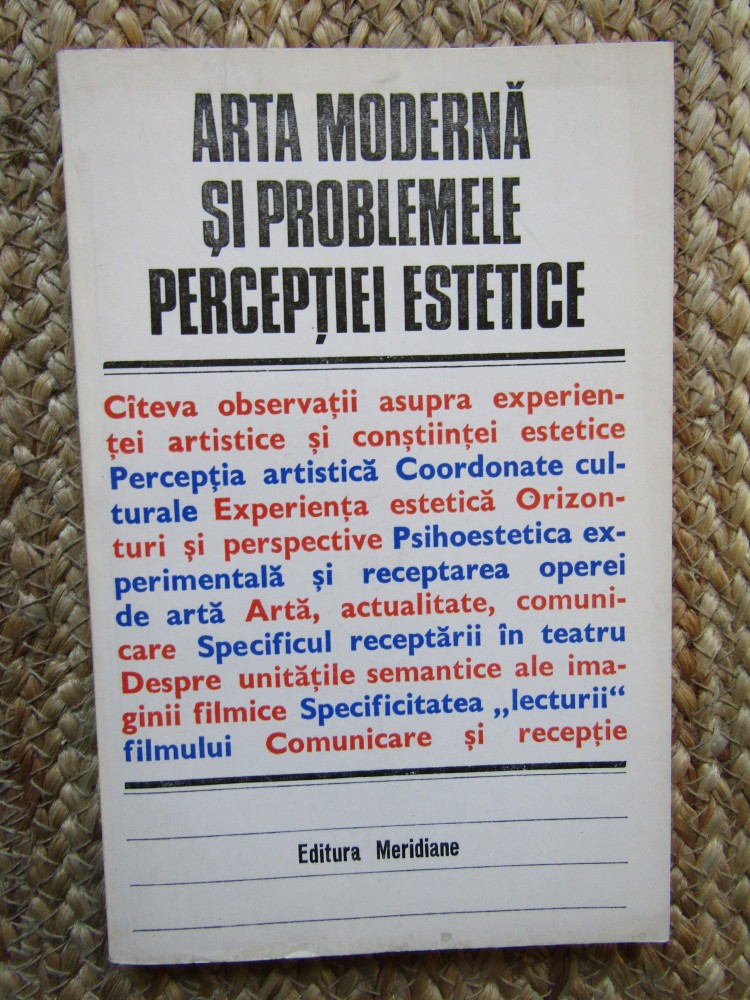 ARTA MODERNĂ
ŞI PROBLEMELE
PERCEPŢIEI ESTETICE
Cîteva observaţii asupra experien-
ţei artistice şi conştiinţei estetice
Percepţia artistică Coordonate cul-
turale Experienţa estetică Orizon-
turi şi perspective Psihoestetica ex-
perimentală şi receptarea operei
de artă Artă, actualitate, comuni-
care Specificul receptării în teatru
Despre unităţile semantice ale ima-
ginii filmice Specificitatea „lecturii“
filmului Comunicare şi recepţie
Editura Meridiane